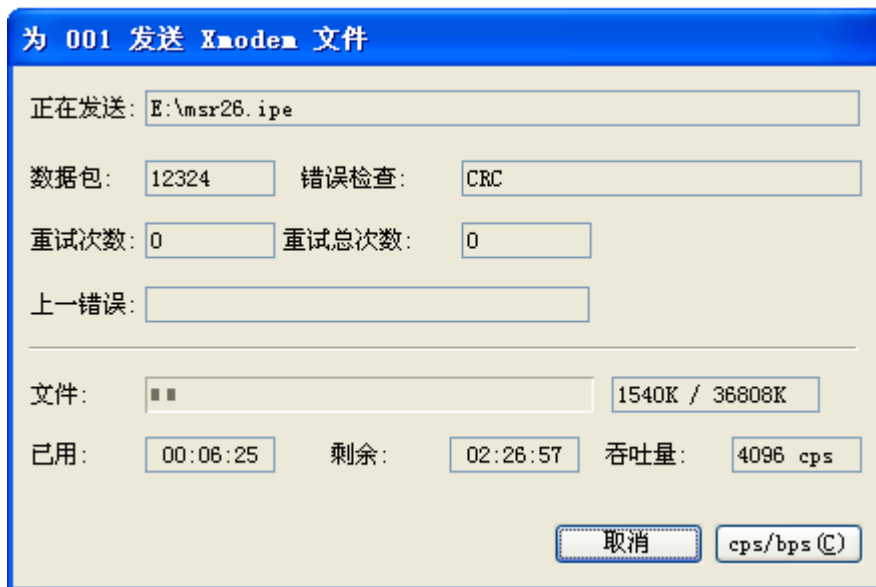 为 001 发送 Xmodem 文件
正在发送: E:\msr26.ipe
数据包: 12324 错误检查: CRC
重试次数: 0 重试总次数: 0
上一错误:
文件: 1540K / 36808K
已用: 00:06:25 剩余: 02:26:57 吞吐量: 4096 cps
取消 cps/bps(C)